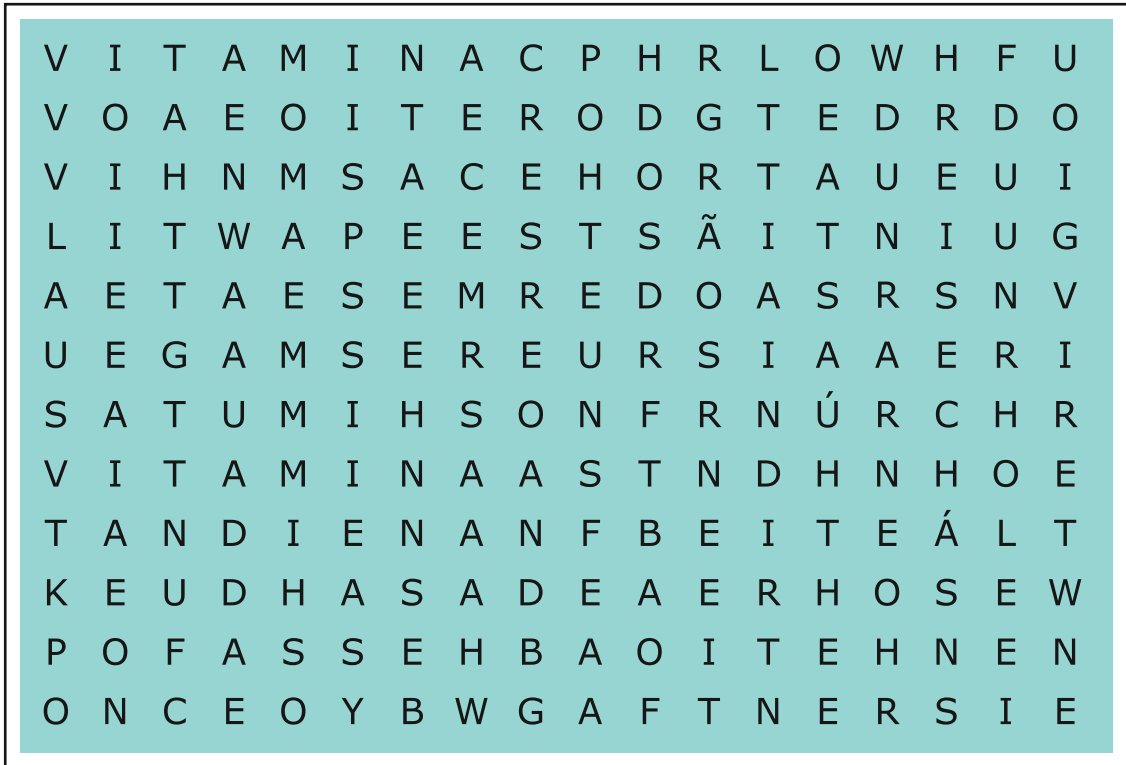 V I T A M I N A C P H R L O W H F U
V O A E O I T E R O D G T E D R D O
V I H N M S A C E H O R T A U E U I
L I T W A P E E S T S Ã I T N I U G
A E T A E S E M R E D O A S R S N V
U E G A M S E R E U R S I A A E R I
S A T U M I H S O N F R N Ú R C H R
V I T A M I N A A S T N D H N H O E
T A N D I E N A N F B E I T E Á L T
K E U D H A S A D E A E R H O S E W
P O F A S S E H B A O I T E H N E N
O N C E O Y B W G A F T N E R S I E